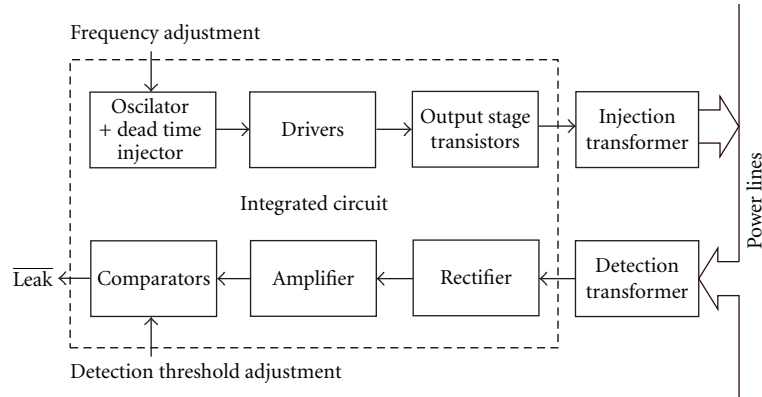 Frequency adjustment
Oscilator
+ dead time
injector
Drivers
Output stage
transistors
Injection
transformer
Power lines
Integrated circuit
Leak
Comparators
Amplifier
Rectifier
Detection
transformer
Detection threshold adjustment